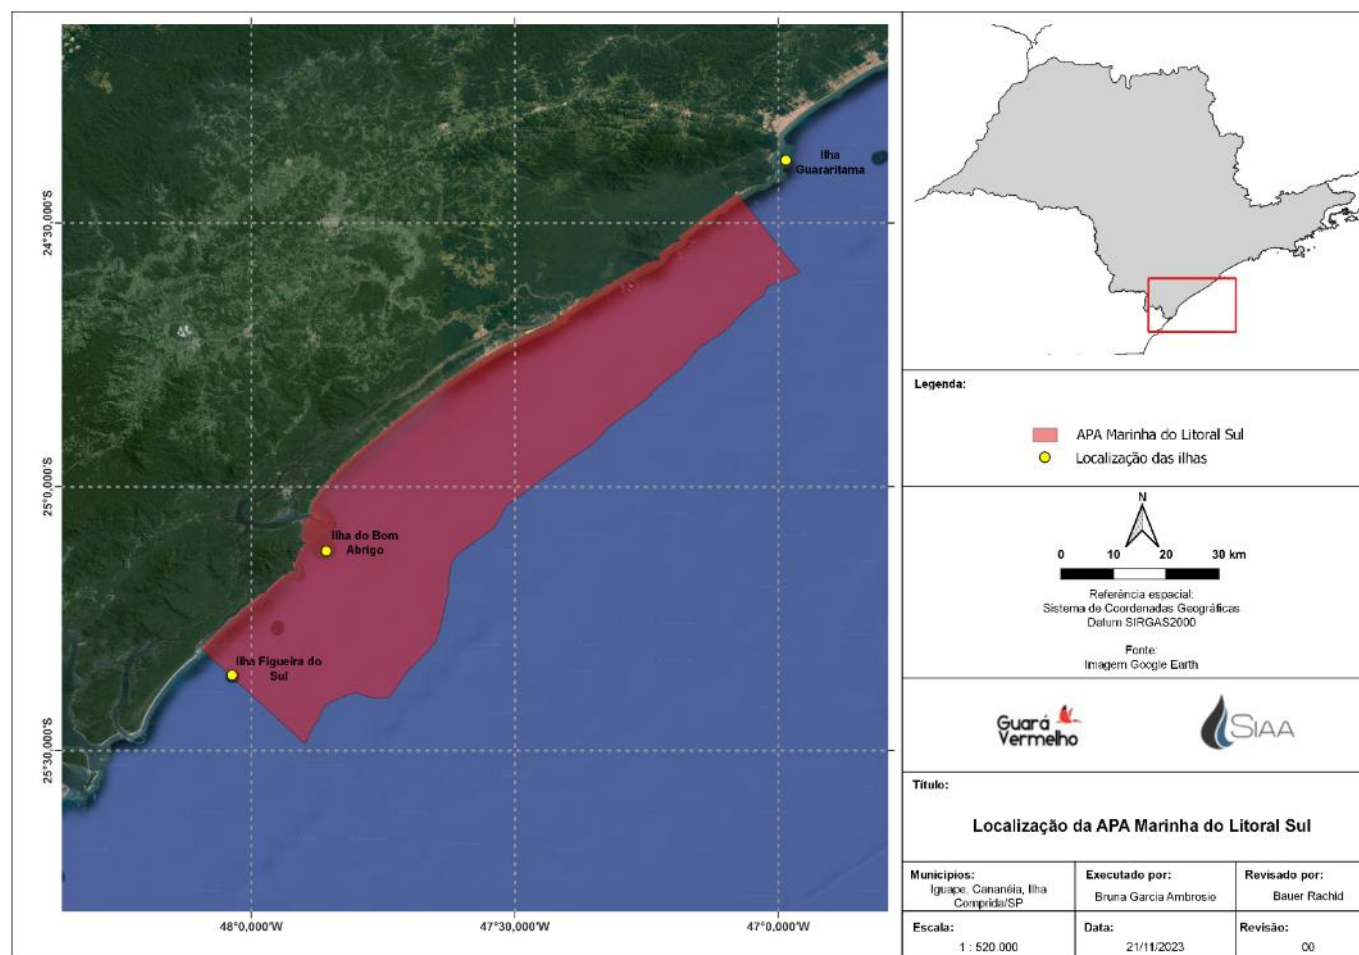 Ilha
Guararitama
24°30,000'S
25°0,000'S
Ilha do Bom
Abrigo
Ilha Figueira do
Sul
25°30,000'S
48°0,000'W
47°30,000'W
47°0,000'W
Legenda:
APA Marinha do Litoral Sul
Localização das ilhas
N
0 10 20 30 km
Referência espacial:
Sistema de Coordenadas Geográficas
Datum SIRGAS2000
Fonte:
Imagem Google Earth
Guará
Vermelho
SIAA
Título:
Localização da APA Marinha do Litoral Sul
Municípios:
Iguape, Cananéia, Ilha
Comprida/SP
Executado por:
Bruna Garcia Ambrosio
Revisado por:
Bauer Rachid
Escala:
1 : 520.000
Data:
21/11/2023
Revisão:
00